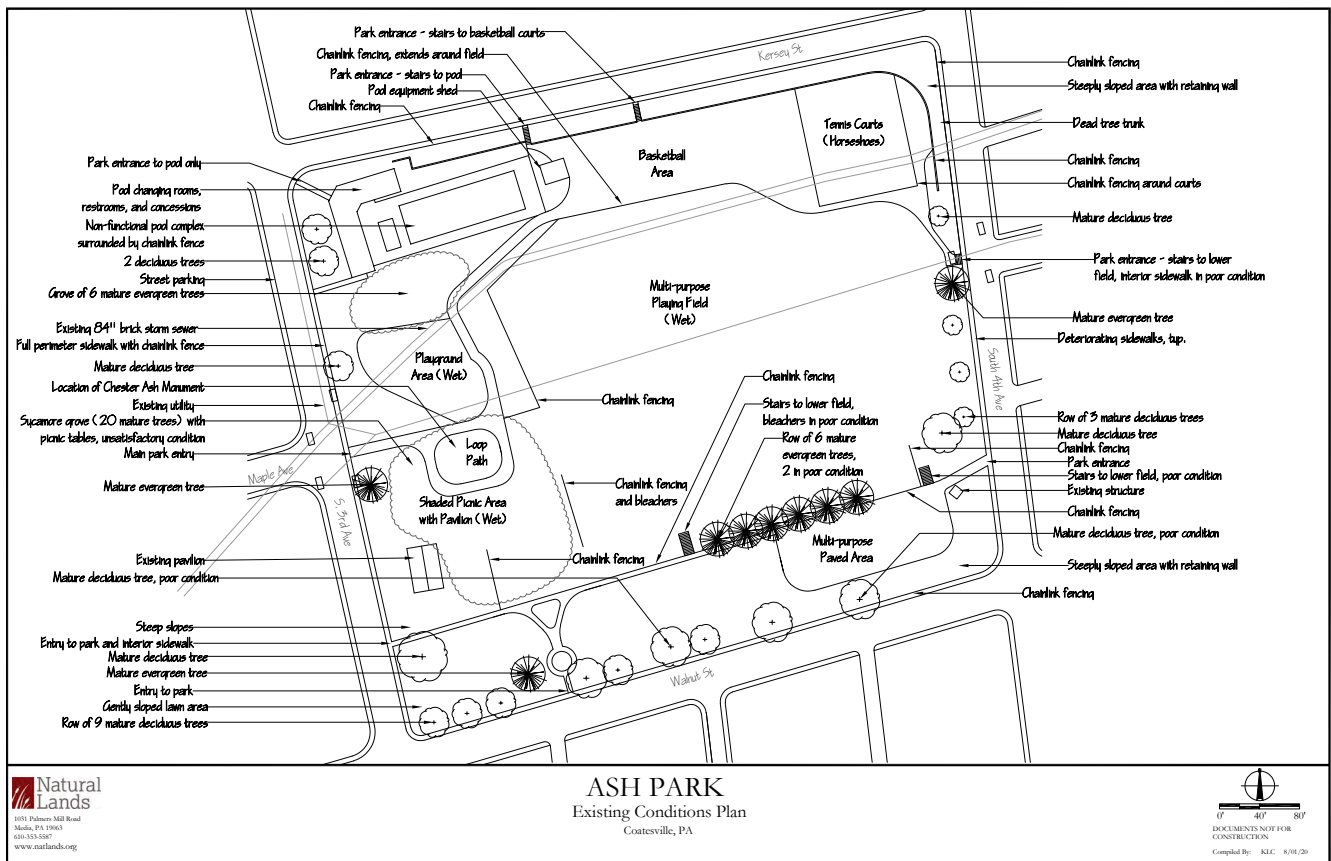 Park entrance - stairs to basketball courts
Chainlink fencing, extends around field
Park entrance - stairs to pool
Pool equipment shed
Chainlink fencing
Kersey St
Chainlink fencing
Steeply sloped area with retaining wall
Dead tree trunk
Chainlink fencing
Chainlink fencing around courts
Mature deciduous tree
Park entrance - stairs to lower
field, interior sidewalk in poor condition
Mature evergreen tree
Deteriorating sidewalks, typ.
South 4th Ave
Row of 3 mature deciduous trees
Mature deciduous tree
Chainlink fencing
Park entrance
Stairs to lower field, poor condition
Existing structure
Chainlink fencing
Mature deciduous tree, poor condition
Steeply sloped area with retaining wall
Chainlink fencing
Park entrance to pool only
Pool changing rooms,
restrooms, and concessions
Non-functional pool complex
surrounded by chainlink fence
2 deciduous trees
Street parking
Grove of 6 mature evergreen trees
Existing 84" brick storm sewer
Full perimeter sidewalk with chainlink fence
Mature deciduous tree
Location of Chester Ash Monument
Existing utility
Sycamore grove (20 mature trees) with
picnic tables, unsatisfactory condition
Main park entry
Maple Ave
Mature evergreen tree
S. 3rd Ave
Existing pavilion
Mature deciduous tree, poor condition
Steep slopes
Entry to park and interior sidewalk
Mature deciduous tree
Mature evergreen tree
Entry to park
Gently sloped lawn area
Row of 9 mature deciduous trees
Basketball
Area
Tennis Courts
(Horseshoes)
Multi-purpose
Playing Field
(Wet)
Playground
Area (Wet)
Chainlink fencing
Loop
Path
Shaded Picnic Area
with Pavilion (Wet)
Chainlink fencing
and bleachers
Chainlink fencing
Chainlink fencing
Stairs to lower field,
bleachers in poor condition
Row of 6 mature
evergreen trees,
2 in poor condition
Multi-purpose
Paved Area
Walnut St
Natural
Lands
1031 Palmers Mill Road
Media, PA 19063
610-353-5587
www.natlands.org
ASH PARK
Existing Conditions Plan
Coatesville, PA
0' 40' 80'
DOCUMENTS NOT FOR
CONSTRUCTION
Compiled By: KLC 8/01/20